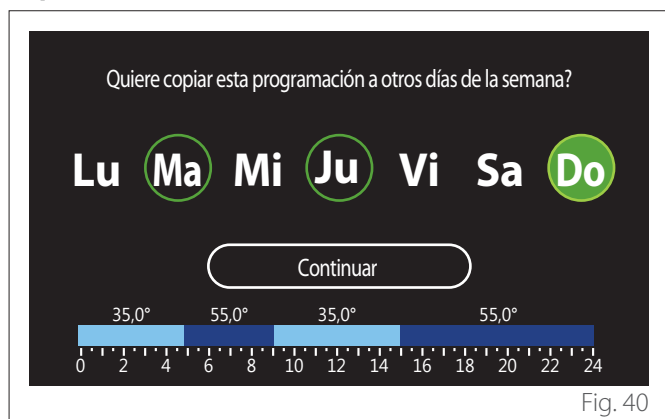 Quiere copiar esta programación a otros días de la semana?
Lu Ma Mi Ju Vi Sa Do
Continuar
35,0° 55,0° 35,0° 55,0°
0 2 4 6 8 10 12 14 16 18 20 22 24
Fig. 40